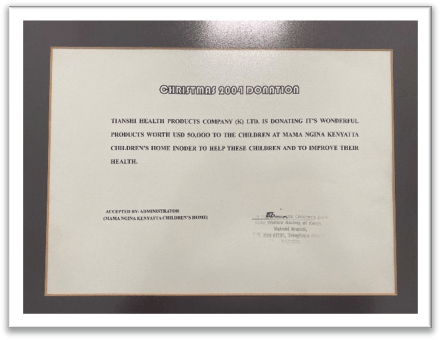 CHRISTMAS 2004 DONATION
TIANSHI HEALTH PRODUCTS COMPANY (K) LTD. IS DONATING IT'S WONDERFUL
PRODUCTS WORTH USD 50,000 TO THE CHILDREN AT MAMA NGINA KENYATTA
CHILDREN'S HOME INODER TO HELP THESE CHILDREN AND TO IMPROVE THEIR
HEALTH.
ACCEPTED BY: ADMINISTRATOR
(MAMA NGINA KENYATTA CHILDREN'S HOME)